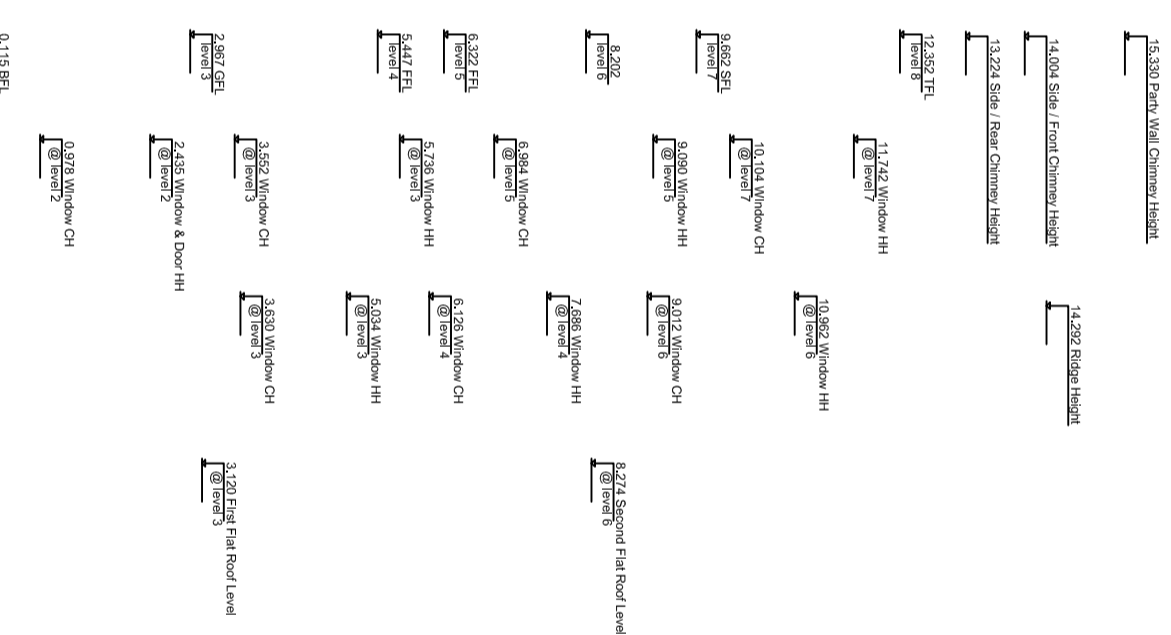 15.330 Party Wall Chimney Height
14.004 Side / Front Chimney Height
13.224 Side / Rear Chimney Height
12.352 TFL
level 8
9.662 SFL
level 7
8.202
level 6
6.322 FFL
level 5
5.447 FFL
level 4
2.967 GFL
level 3
0.115 BFL
11.742 Window HH
@ level 7
10.104 Window CH
@ level 7
9.090 Window HH
@ level 5
6.984 Window CH
@ level 5
5.736 Window HH
@ level 3
3.552 Window CH
@ level 3
2.435 Window & Door HH
@ level 2
0.978 Window CH
@ level 2
14.292 Ridge Height
10.962 Window HH
@ level 6
9.012 Window CH
@ level 6
7.686 Window HH
@ level 4
6.126 Window CH
@ level 4
5.034 Window HH
@ level 3
3.630 Window CH
@ level 3
8.274 Second Flat Roof Level
@ level 6
3.120 First Flat Roof Level
@ level 3